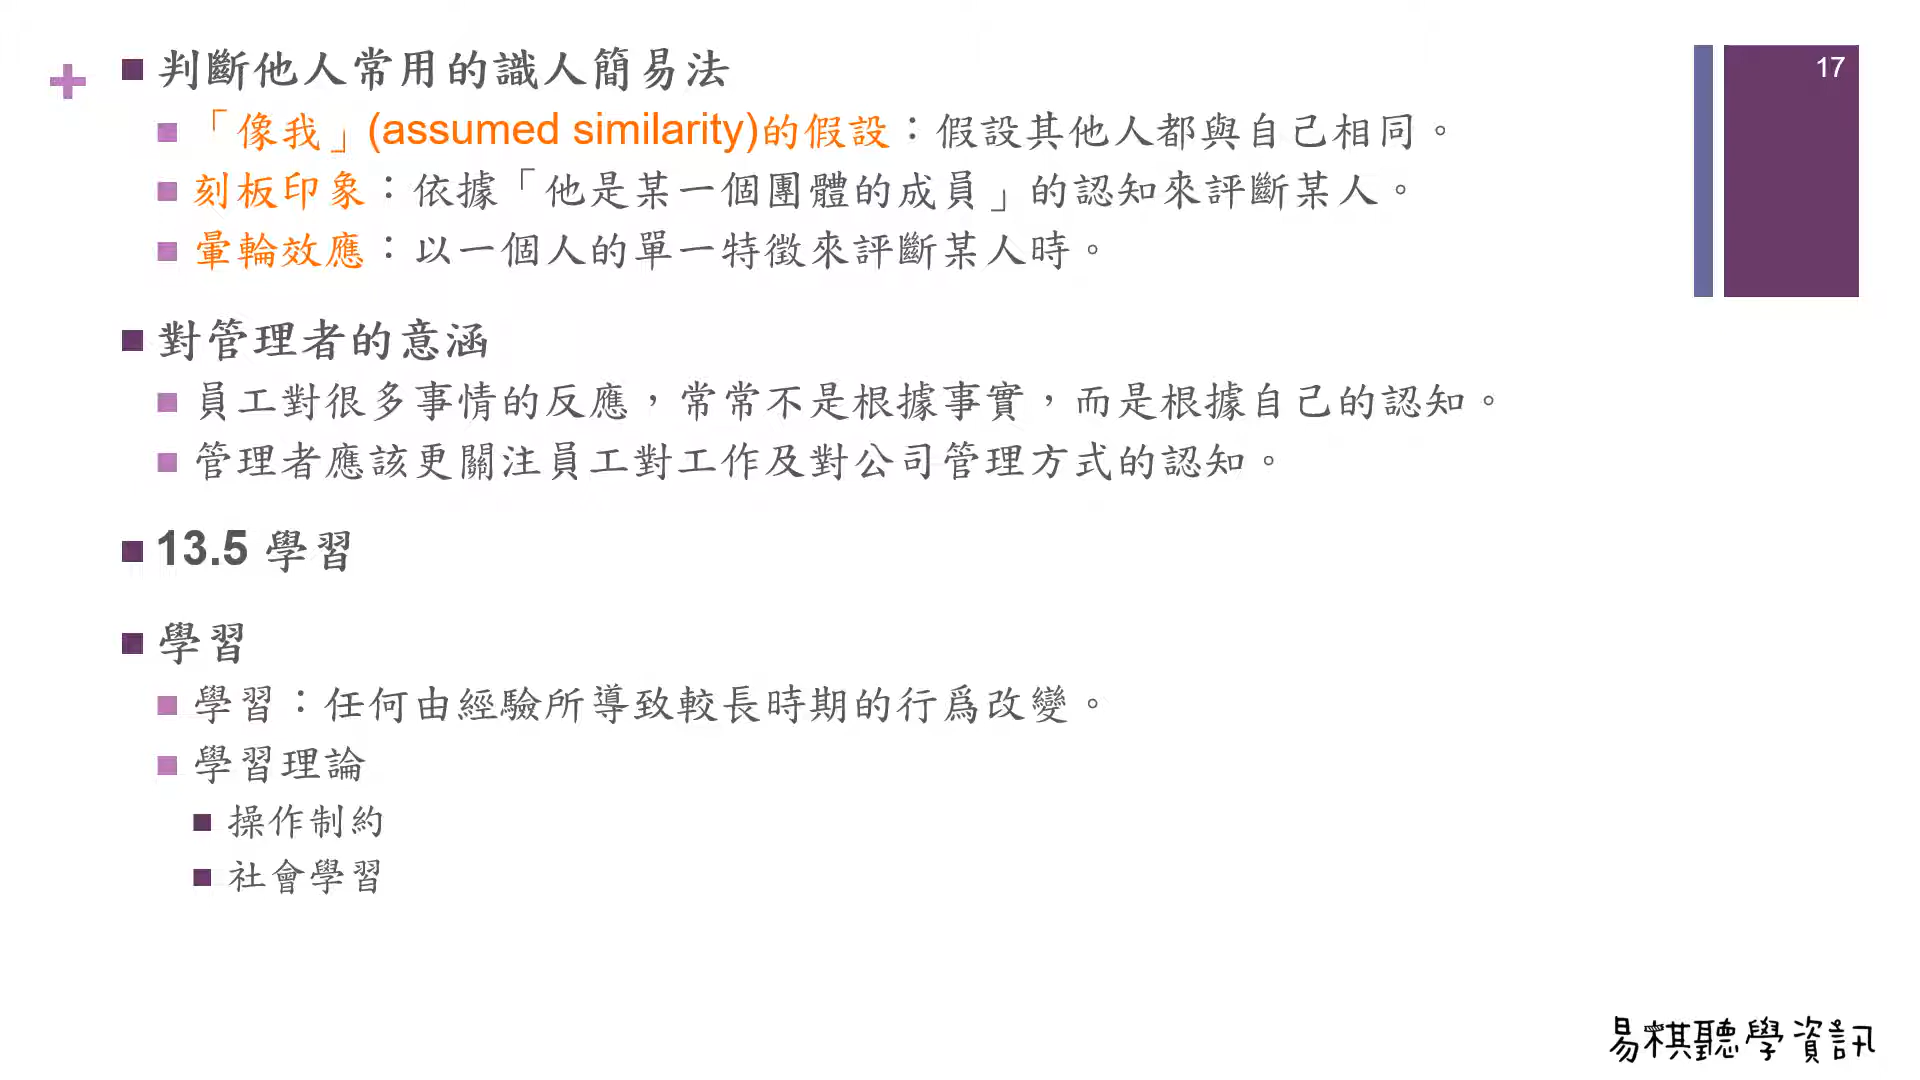 判斷他人常用的識人簡易法
17
「像我」(assumed similarity)的假設：假設其他人都與自己相同。
刻板印象：依據「他是某一個團體的成員」的認知來評斷某人。
暈輪效應：以一個人的單一特徵來評斷某人時。
對管理者的意涵
員工對很多事情的反應，常常不是根據事實，而是根據自己的認知。
管理者應該更關注員工對工作及對公司管理方式的認知。
13.5 學習
學習
學習：任何由經驗所導致較長時期的行為改變。
學習理論
操作制約
社會學習
易棋聽學資訊